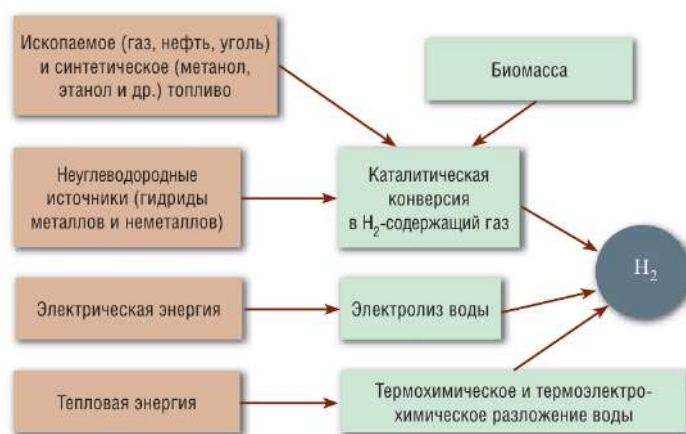 Ископаемое (газ, нефть, уголь)
и синтетическое (метанол,
этанол и др.) топливо
Биомасса
Неуглеводородные
источники (гидриды
металлов и неметаллов)
Каталитическая
конверсия
в H₂-содержащий газ
H₂
Электрическая энергия
Электролиз воды
Тепловая энергия
Термохимическое и термоэлектро-
химическое разложение воды